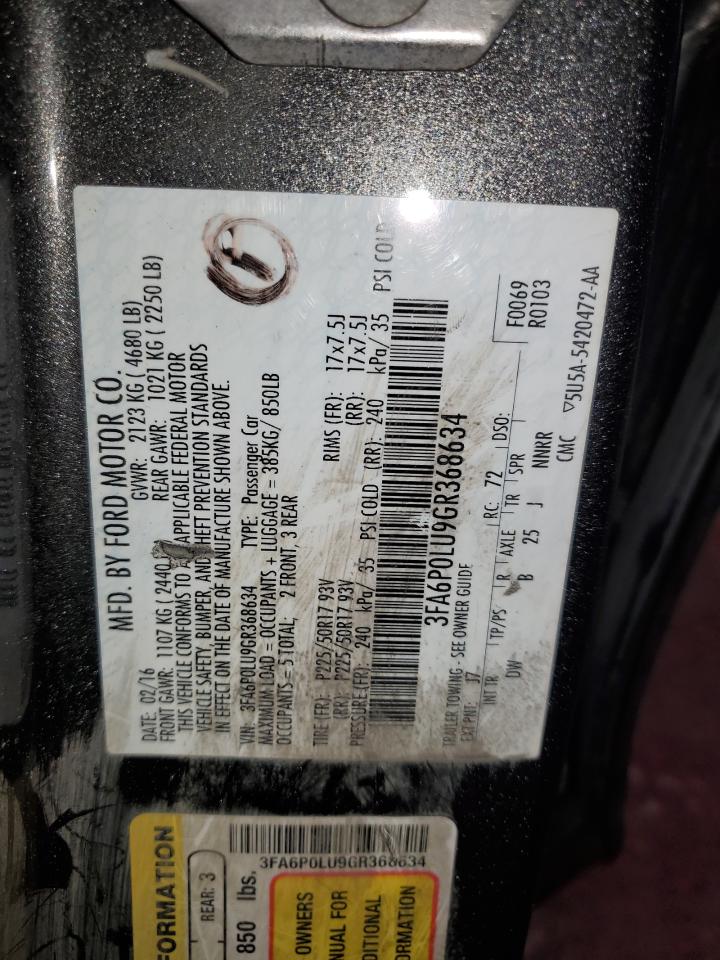 MFD. BY FORD MOTOR CO.
DATE: 02/16 GVWR: 2123 KG ( 4680 LB)
FRONT GAWR: 1107 KG ( 2440 REAR GAWR: 1021 KG ( 2250 LB)
THIS VEHICLE CONFORMS TO APPLICABLE FEDERAL MOTOR
VEHICLE SAFETY, BUMPER, AND THEFT PREVENTION STANDARDS
IN EFFECT ON THE DATE OF MANUFACTURE SHOWN ABOVE.
VIN: 3FA6P0LU9GR368634 TYPE: Passenger Car
MAXIMUM LOAD = OCCUPANTS + LUGGAGE = 385KG/ 850LB
OCCUPANTS = 5 TOTAL; 2 FRONT, 3 REAR
TIRE (FR): P225/50R17 93V RIMS (FR): 17x7.5J
(RR): P225/50R17 93V (RR): 17x7.5J
PRESSURE(FR): 240 kPa/ 35 PSI COLD (RR): 240 kPa/ 35 PSI COLD
3FA6P0LU9GR368634
TRAILER TOWING - SEE OWNER GUIDE
EXT PNT: J7 RC: 72 DSO: F0069
R0103
INT TR TP/PS R AXLE TR SPR
DW B 25 J NNRR
CMC ▽5U5A-5420472-AA
FORMATION
REAR: 3
850 lbs.
3FA6P0LU9GR368634
OWNERS
NUAL FOR
DITIONAL
ORMATION